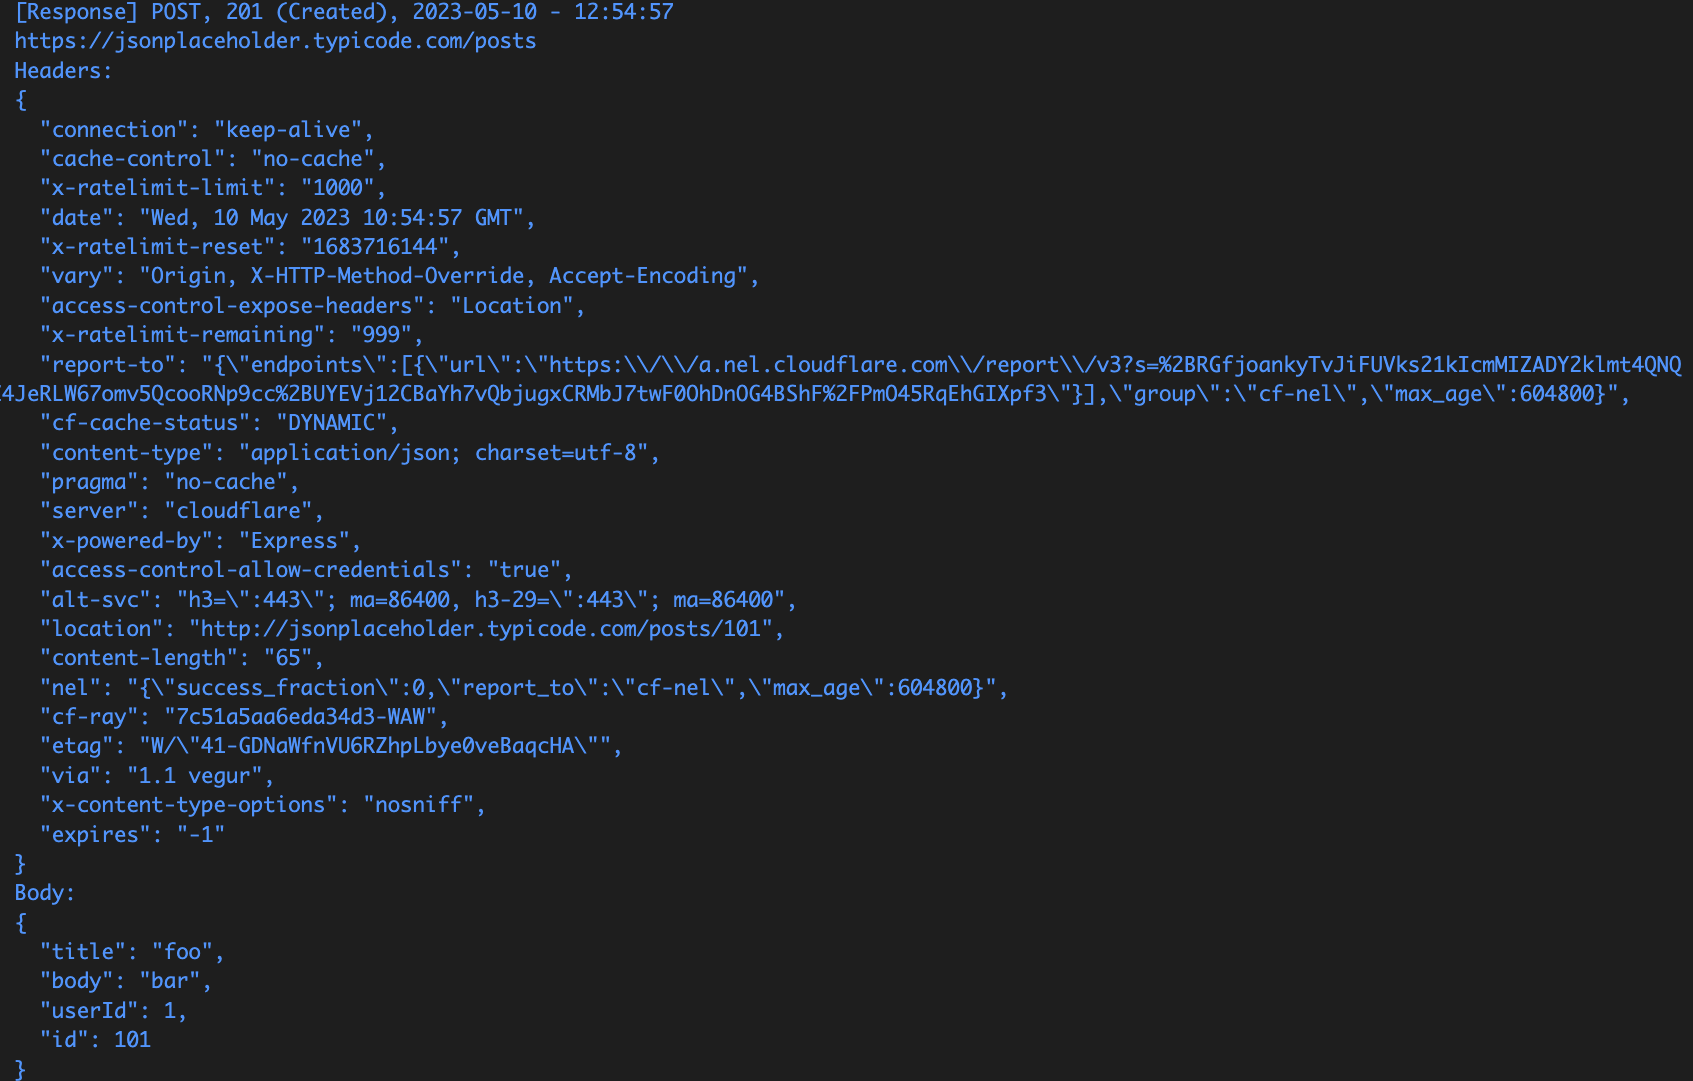 [Response] POST, 201 (Created), 2023-05-10 - 12:54:57
https://jsonplaceholder.typicode.com/posts
Headers:
{
  "connection": "keep-alive",
  "cache-control": "no-cache",
  "x-ratelimit-limit": "1000",
  "date": "Wed, 10 May 2023 10:54:57 GMT",
  "x-ratelimit-reset": "1683716144",
  "vary": "Origin, X-HTTP-Method-Override, Accept-Encoding",
  "access-control-expose-headers": "Location",
  "x-ratelimit-remaining": "999",
  "report-to": "{\"endpoints\":[{\"url\":\"https:\\/\\/a.nel.cloudflare.com\\/report\\/v3?s=%2BRGfjoankyTvJiFUVks21kIcmMIZADY2klmt4QNQ
4JeRLW67omv5QcooRNp9cc%2BUYEVj12CBaYh7vQbjugxCRMbJ7twF0OhDnOG4BShF%2FPmO45RqEhGIXpf3\"}],\"group\":\"cf-nel\",\"max_age\":604800}",
  "cf-cache-status": "DYNAMIC",
  "content-type": "application/json; charset=utf-8",
  "pragma": "no-cache",
  "server": "cloudflare",
  "x-powered-by": "Express",
  "access-control-allow-credentials": "true",
  "alt-svc": "h3=\":443\"; ma=86400, h3-29=\":443\"; ma=86400",
  "location": "http://jsonplaceholder.typicode.com/posts/101",
  "content-length": "65",
  "nel": "{\"success_fraction\":0,\"report_to\":\"cf-nel\",\"max_age\":604800}",
  "cf-ray": "7c51a5aa6eda34d3-WAW",
  "etag": "W/\"41-GDNaWfnVU6RZhpLbye0veBaqcHA\"",
  "via": "1.1 vegur",
  "x-content-type-options": "nosniff",
  "expires": "-1"
}
Body:
{
  "title": "foo",
  "body": "bar",
  "userId": 1,
  "id": 101
}